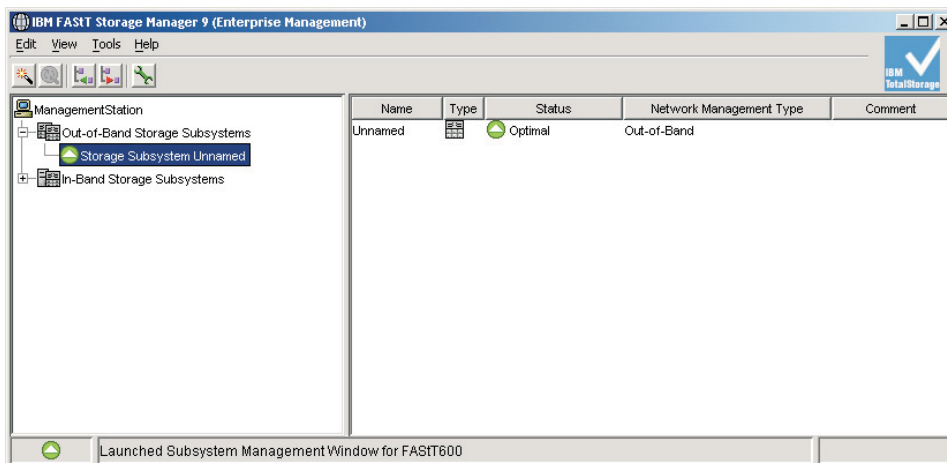 IBM FAStT Storage Manager 9 (Enterprise Management)
Edit View Tools Help
IBM
TotalStorage
ManagementStation
Out-of-Band Storage Subsystems
Storage Subsystem Unnamed
In-Band Storage Subsystems
Name Type Status Network Management Type Comment
Unnamed Optimal Out-of-Band
Launched Subsystem Management Window for FAStT600